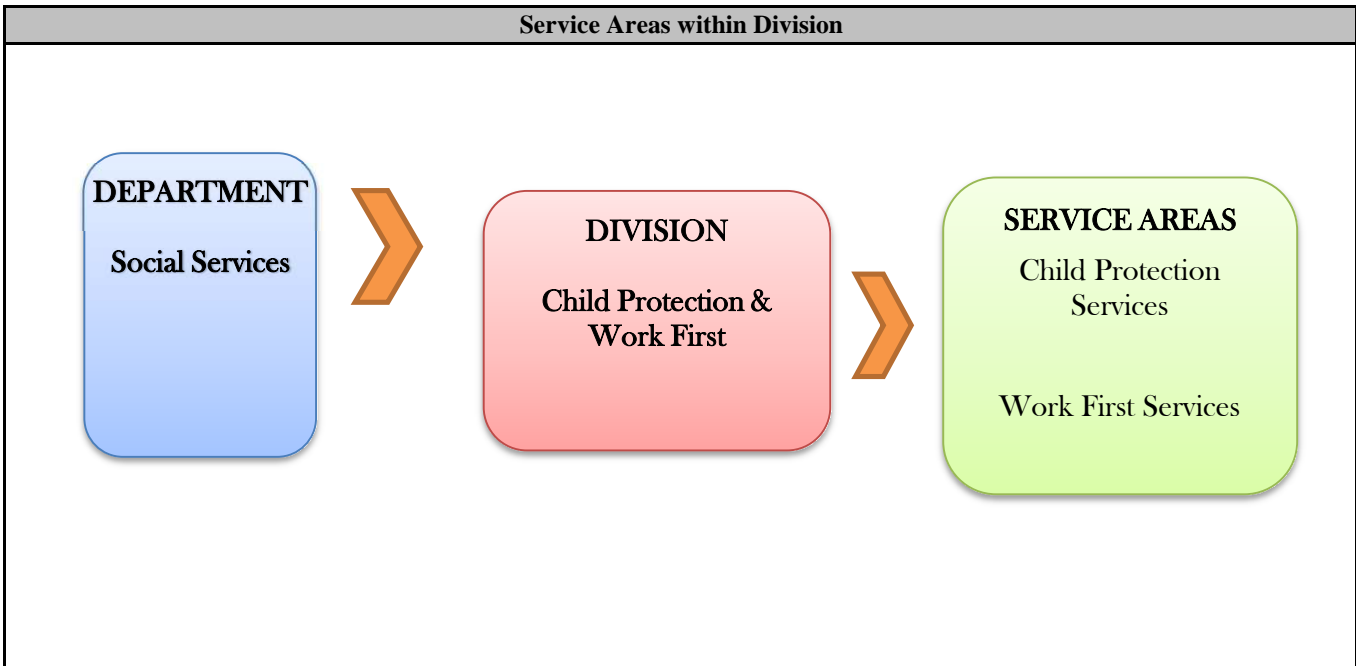 Service Areas within Division
DEPARTMENT
Social Services
DIVISION
Child Protection &
Work First
SERVICE AREAS
Child Protection
Services
Work First Services